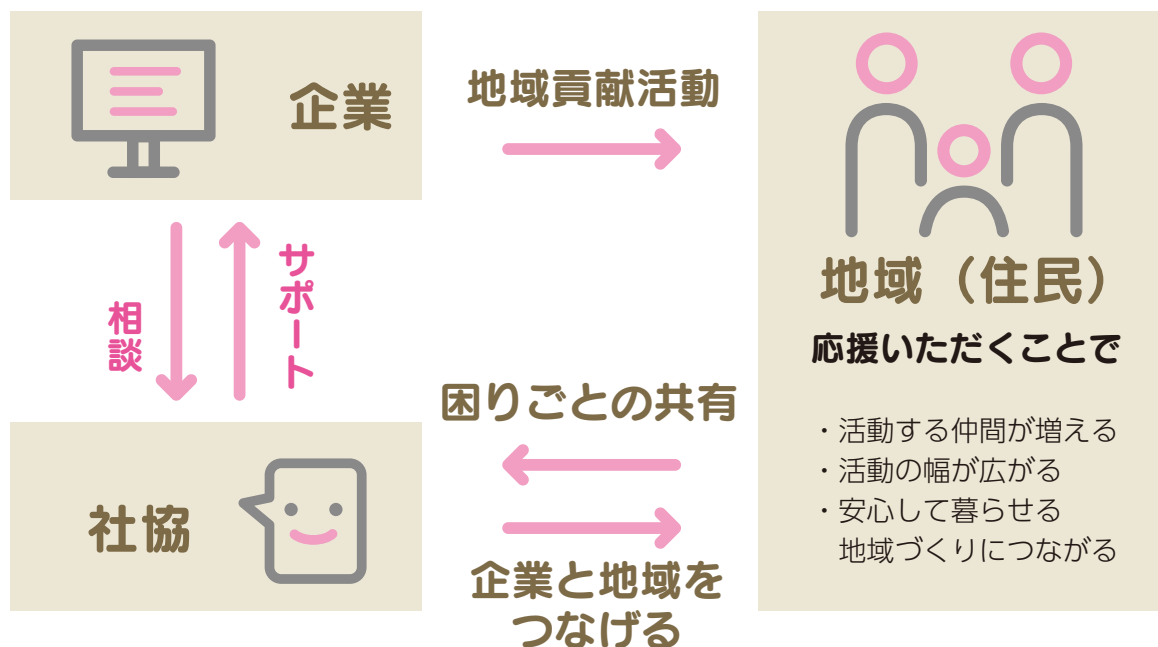 企業
地域貢献活動
相談
サポート
社協
困りごとの共有
企業と地域を
つなげる
地域（住民）
応援いただくことで
・活動する仲間が増える
・活動の幅が広がる
・安心して暮らせる
地域づくりにつながる